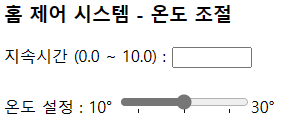 홈 제어 시스템 - 온도 조절
지속시간 (0.0 ~ 10.0) :
온도 설정 : 10° 30°